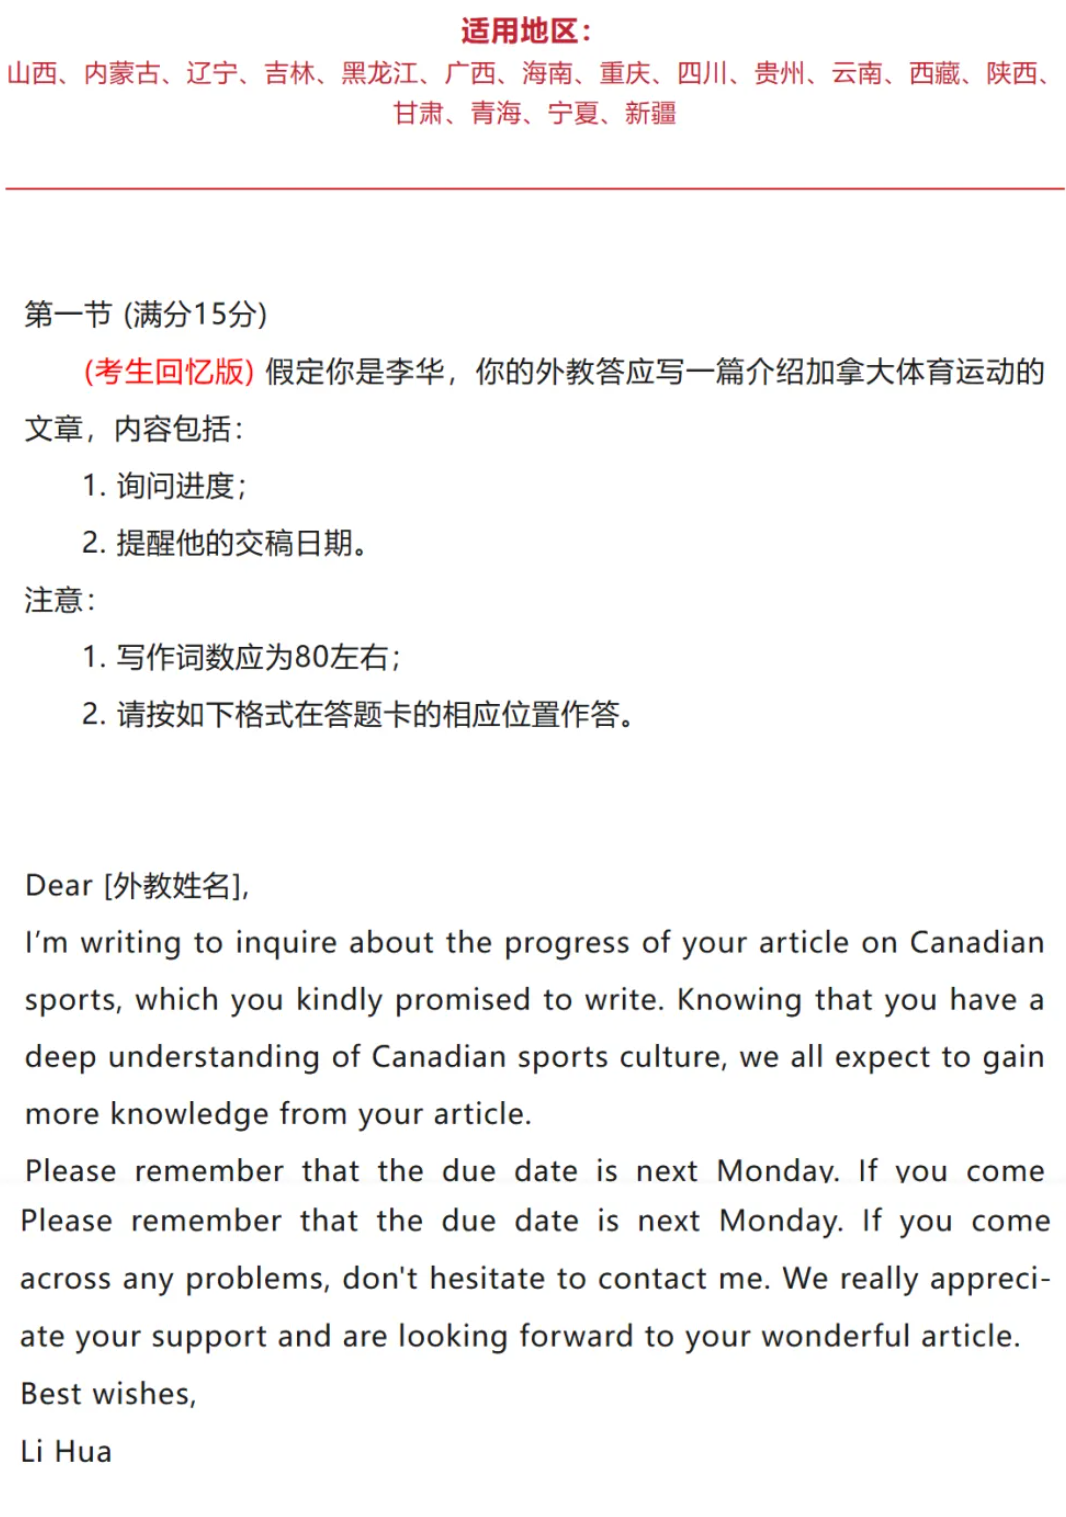 适用地区：
山西、内蒙古、辽宁、吉林、黑龙江、广西、海南、重庆、四川、贵州、云南、西藏、陕西、
甘肃、青海、宁夏、新疆
第一节 (满分15分)
(考生回忆版) 假定你是李华，你的外教答应写一篇介绍加拿大体育运动的
文章，内容包括：
1. 询问进度；
2. 提醒他的交稿日期。
注意：
1. 写作词数应为80左右；
2. 请按如下格式在答题卡的相应位置作答。
Dear [外教姓名],
I’m writing to inquire about the progress of your article on Canadian
sports, which you kindly promised to write. Knowing that you have a
deep understanding of Canadian sports culture, we all expect to gain
more knowledge from your article.
Please remember that the due date is next Monday. If you come
Please remember that the due date is next Monday. If you come
across any problems, don't hesitate to contact me. We really appreci-
ate your support and are looking forward to your wonderful article.
Best wishes,
Li Hua